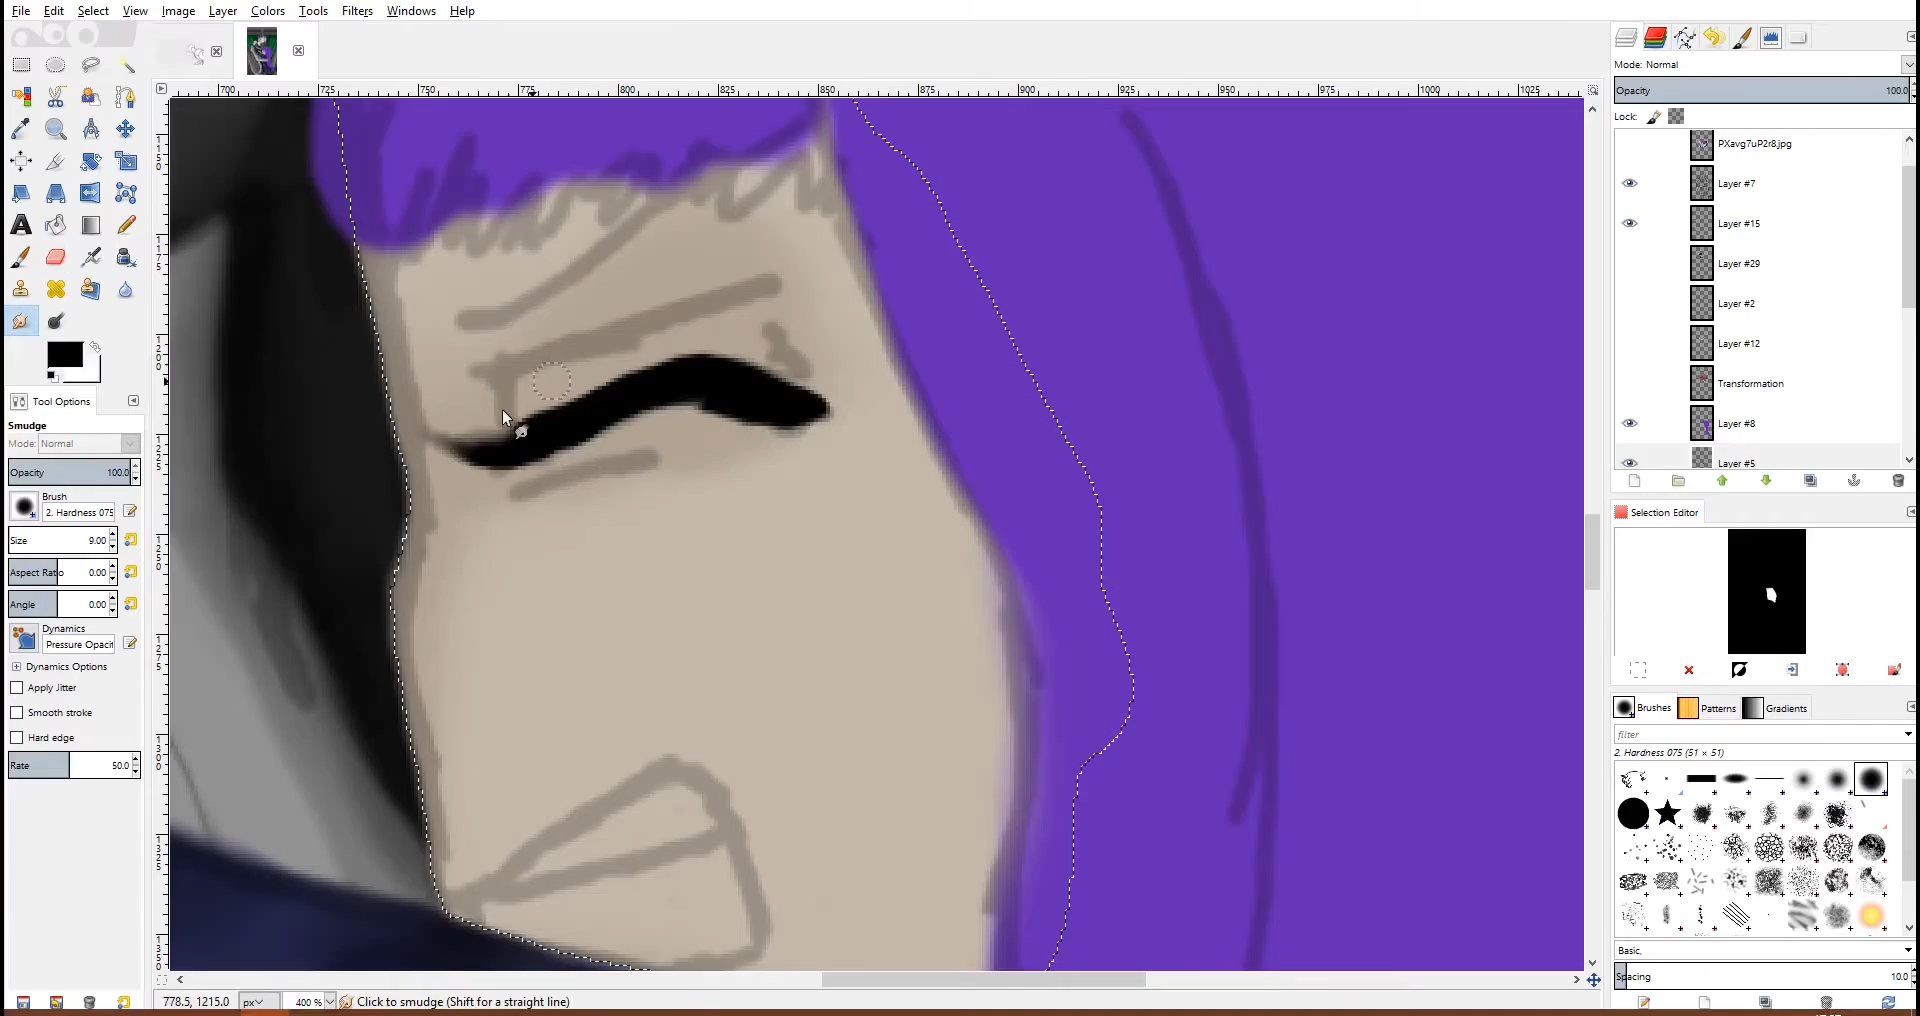 File Edit Select View Image Layer Colors Tools Filters Windows Help
Mode: Normal
700 725 750 775 800 825 850 875 900 925 950 975 1000 1025
Opacity 100.0
Lock:
PXavg7uP2r8.jpg
Layer #7
Layer #15
Layer #29
Layer #2
Layer #12
Transformation
Layer #8
Layer #5
Tool Options
Smudge
Mode: Normal
Opacity 100.0
Brush
2. Hardness 075
Size 9.00
Aspect Ratio 0.00
Angle 0.00
Dynamics
Pressure Opacit
Dynamics Options
Apply Jitter
Smooth stroke
Hard edge
Rate 50.0
Selection Editor
Brushes Patterns Gradients
filter
2. Hardness 075 (51 × 51)
Basic,
Spacing 10.0
778.5, 1215.0 px 400 % Click to smudge (Shift for a straight line)